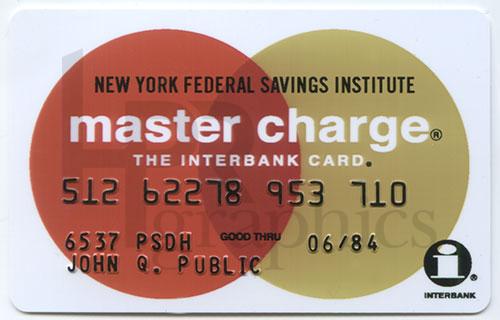 NEW YORK FEDERAL SAVINGS INSTITUTE
master charge®
THE INTERBANK CARD.
512 62278 953 710
6537 PSDH GOOD THRU 06/84
JOHN Q. PUBLIC
i®
INTERBANK
HPR
graphics